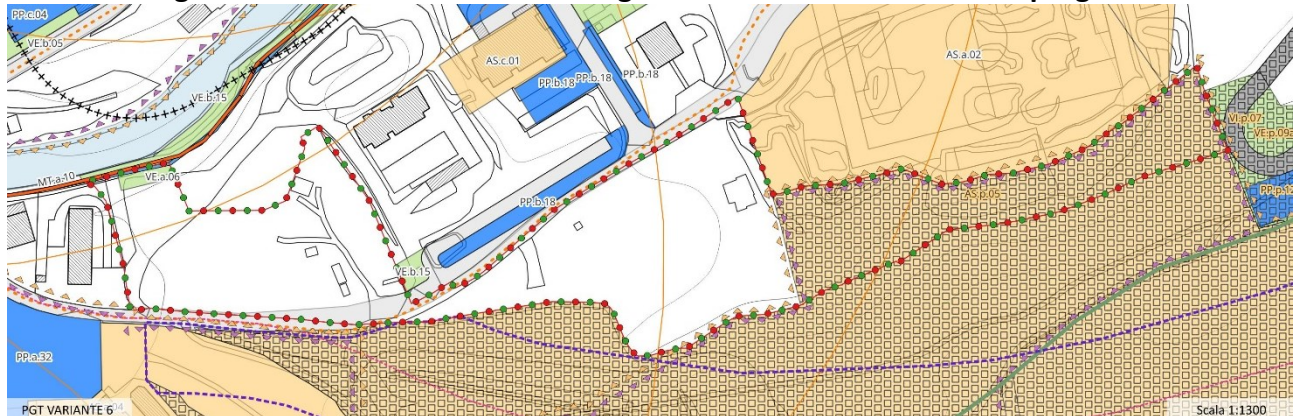 PP.c.04
VE.b.05
VE.b.15
MT.a.10
VE.a.06
AS.c.01
PP.b.18
PP.b.18
PP.b.18
PP.b.18
VE.b.15
AS.a.02
AS.p.05
VI.p.07
VE.p.09a
PP.a.32
PGT VARIANTE 6
Scala 1:1300